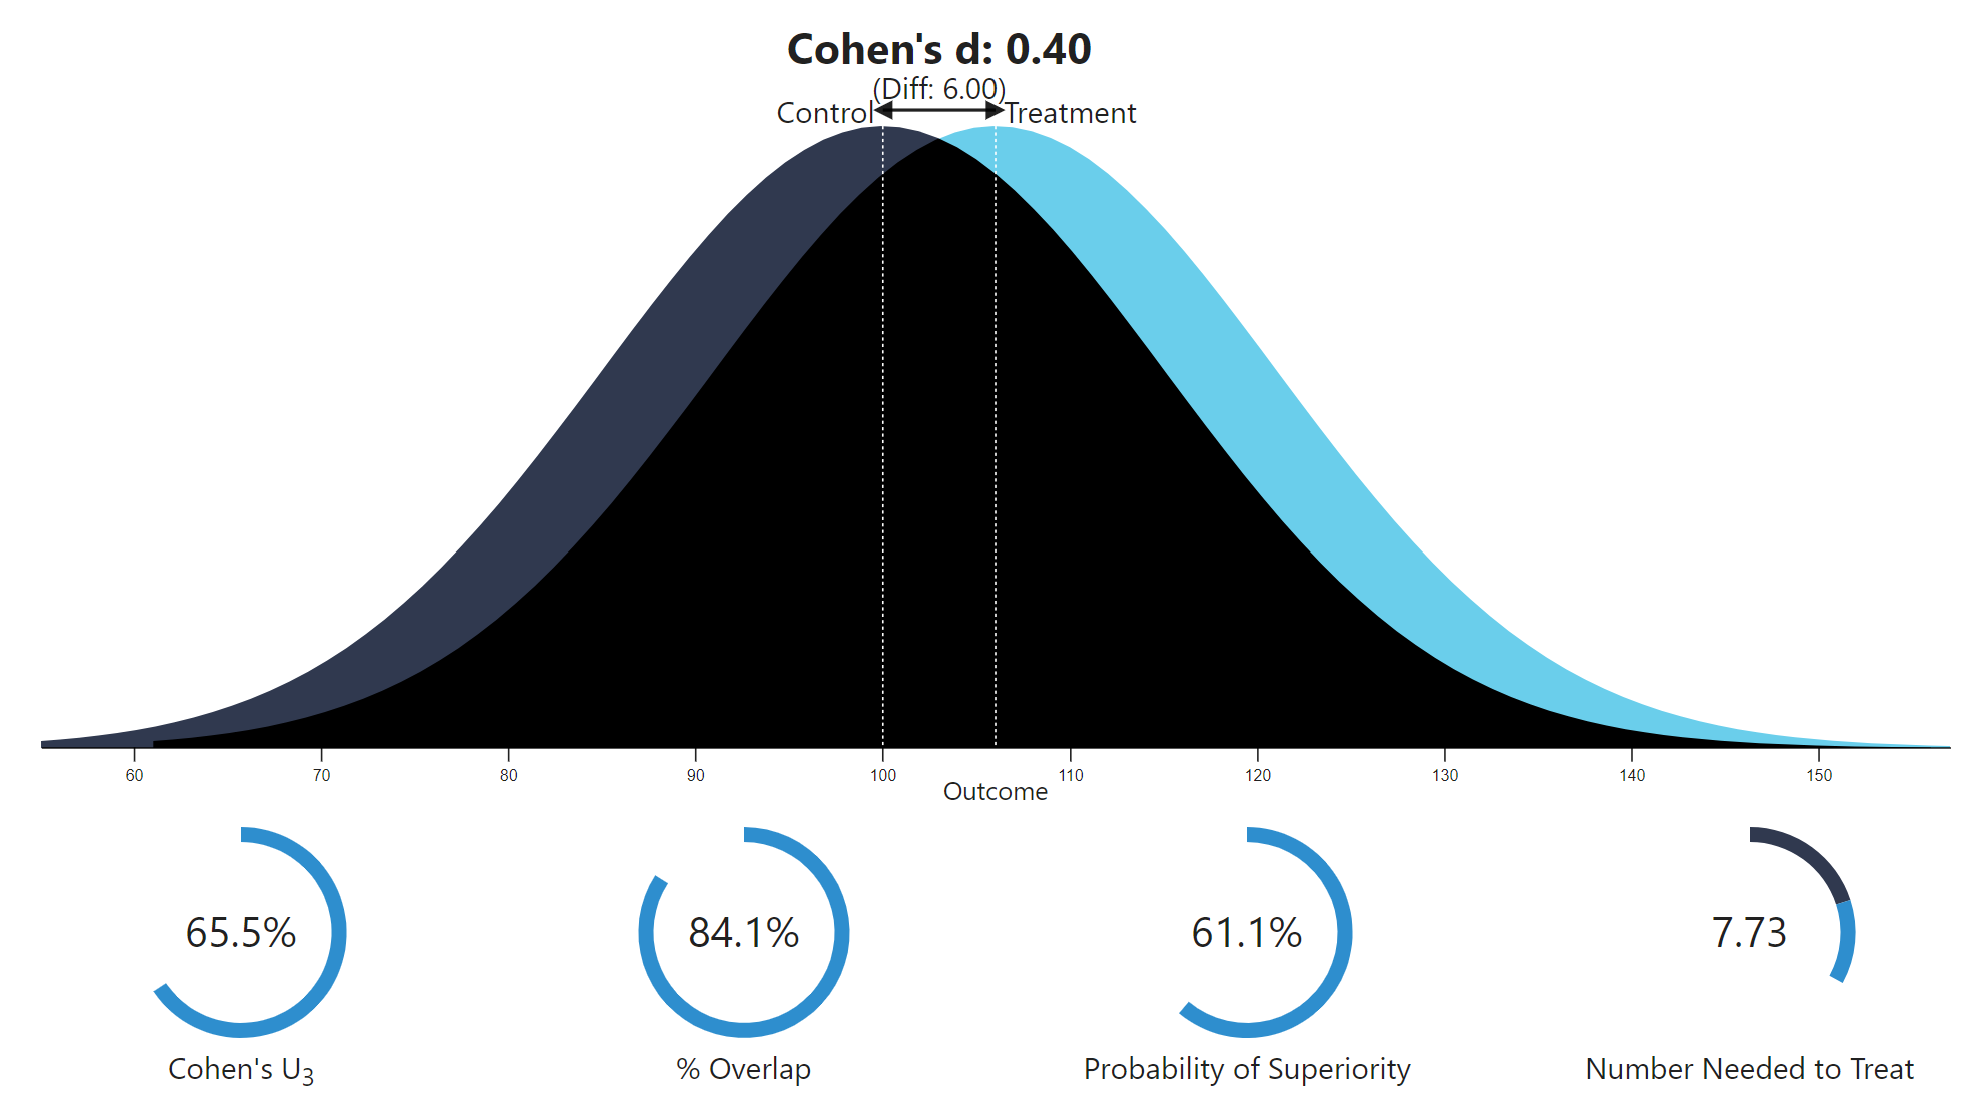 Cohen's d: 0.40
(Diff: 6.00)
Control Treatment
60 70 80 90 100 110 120 130 140 150
Outcome
65.5% 84.1% 61.1% 7.73
Cohen's U3 % Overlap Probability of Superiority Number Needed to Treat